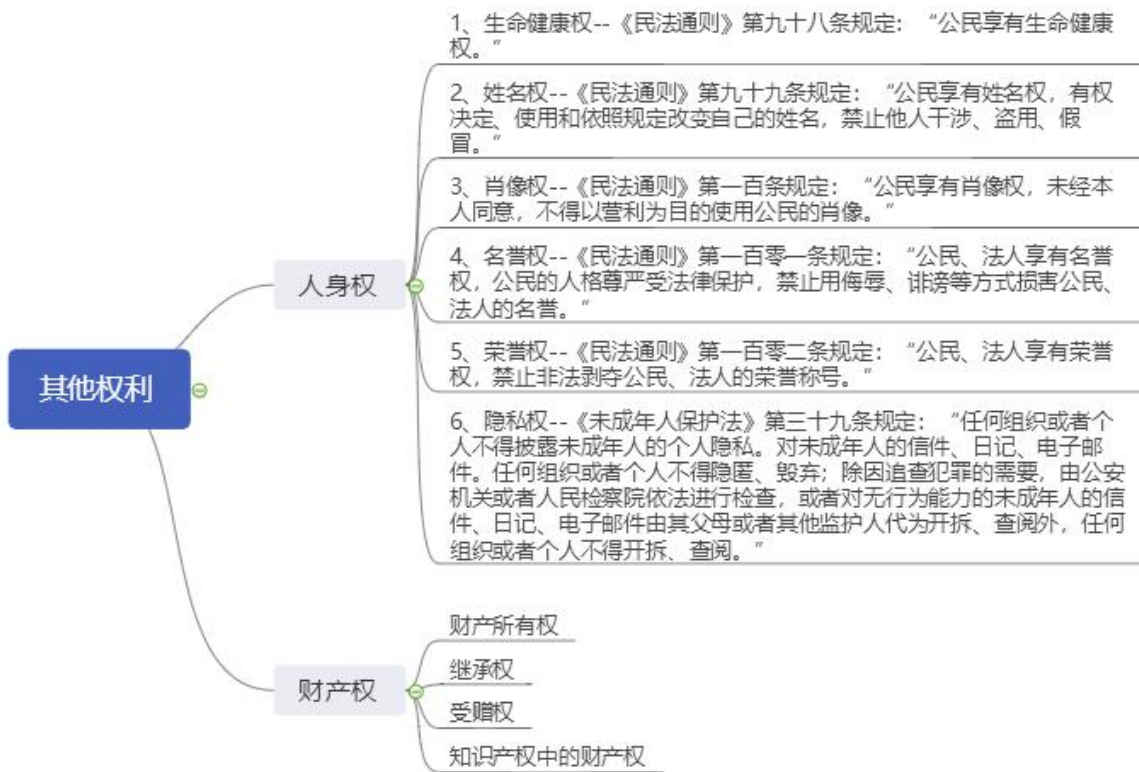 1、生命健康权--《民法通则》第九十八条规定：“公民享有生命健康
权。”
2、姓名权--《民法通则》第九十九条规定：“公民享有姓名权，有权
决定、使用和依照规定改变自己的姓名，禁止他人干涉、盗用、假
冒。”
3、肖像权--《民法通则》第一百条规定：“公民享有肖像权，未经本
人同意，不得以营利为目的使用公民的肖像。”
4、名誉权--《民法通则》第一百零一条规定：“公民、法人享有名誉
权，公民的人格尊严受法律保护，禁止用侮辱、诽谤等方式损害公民、
法人的名誉。”
人身权
5、荣誉权--《民法通则》第一百零二条规定：“公民、法人享有荣誉
权，禁止非法剥夺公民、法人的荣誉称号。”
其他权利
6、隐私权--《未成年人保护法》第三十九条规定：“任何组织或者个
人不得披露未成年人的个人隐私。对未成年人的信件、日记、电子邮
件。任何组织或者个人不得隐匿、毁弃；除因追查犯罪的需要，由公安
机关或者人民检察院依法进行检查，或者对无行为能力的未成年人的信
件、日记、电子邮件由其父母或者其他监护人代为开拆、查阅外，任何
组织或者个人不得开拆、查阅。”
财产所有权
继承权
财产权
受赠权
知识产权中的财产权